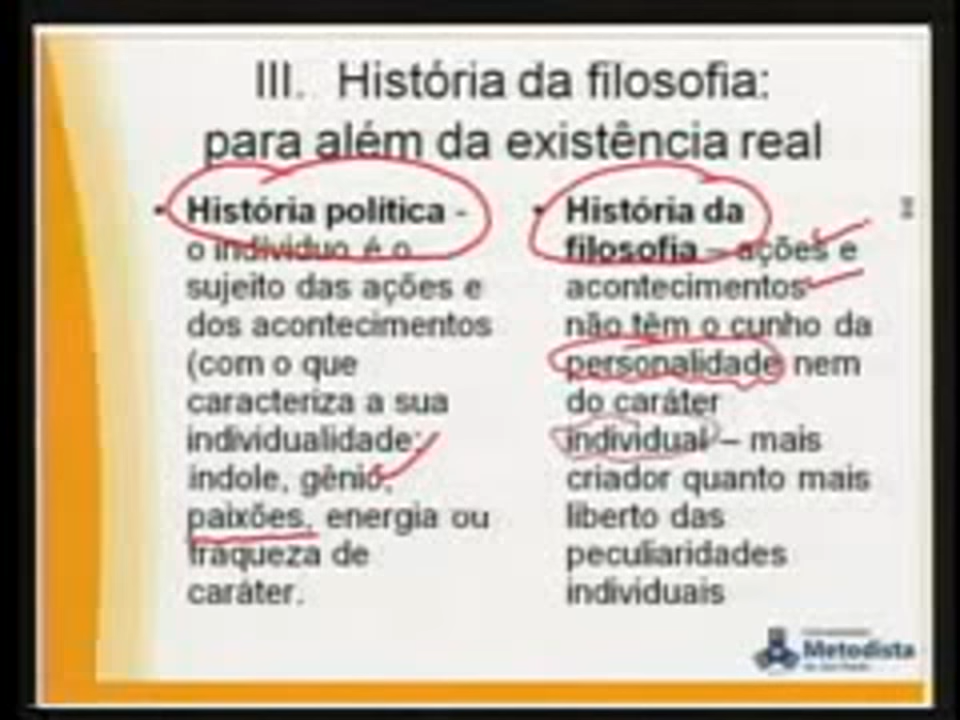 III. História da filosofia:
para além da existência real
• História política -
o indivíduo é o
sujeito das ações e
dos acontecimentos
(com o que
caracteriza a sua
individualidade:
índole, gênio,
paixões, energia ou
fraqueza de
caráter.
• História da
filosofia – ações e
acontecimentos
não têm o cunho da
personalidade nem
do caráter
individual – mais
criador quanto mais
liberto das
peculiaridades
individuais
Metodista